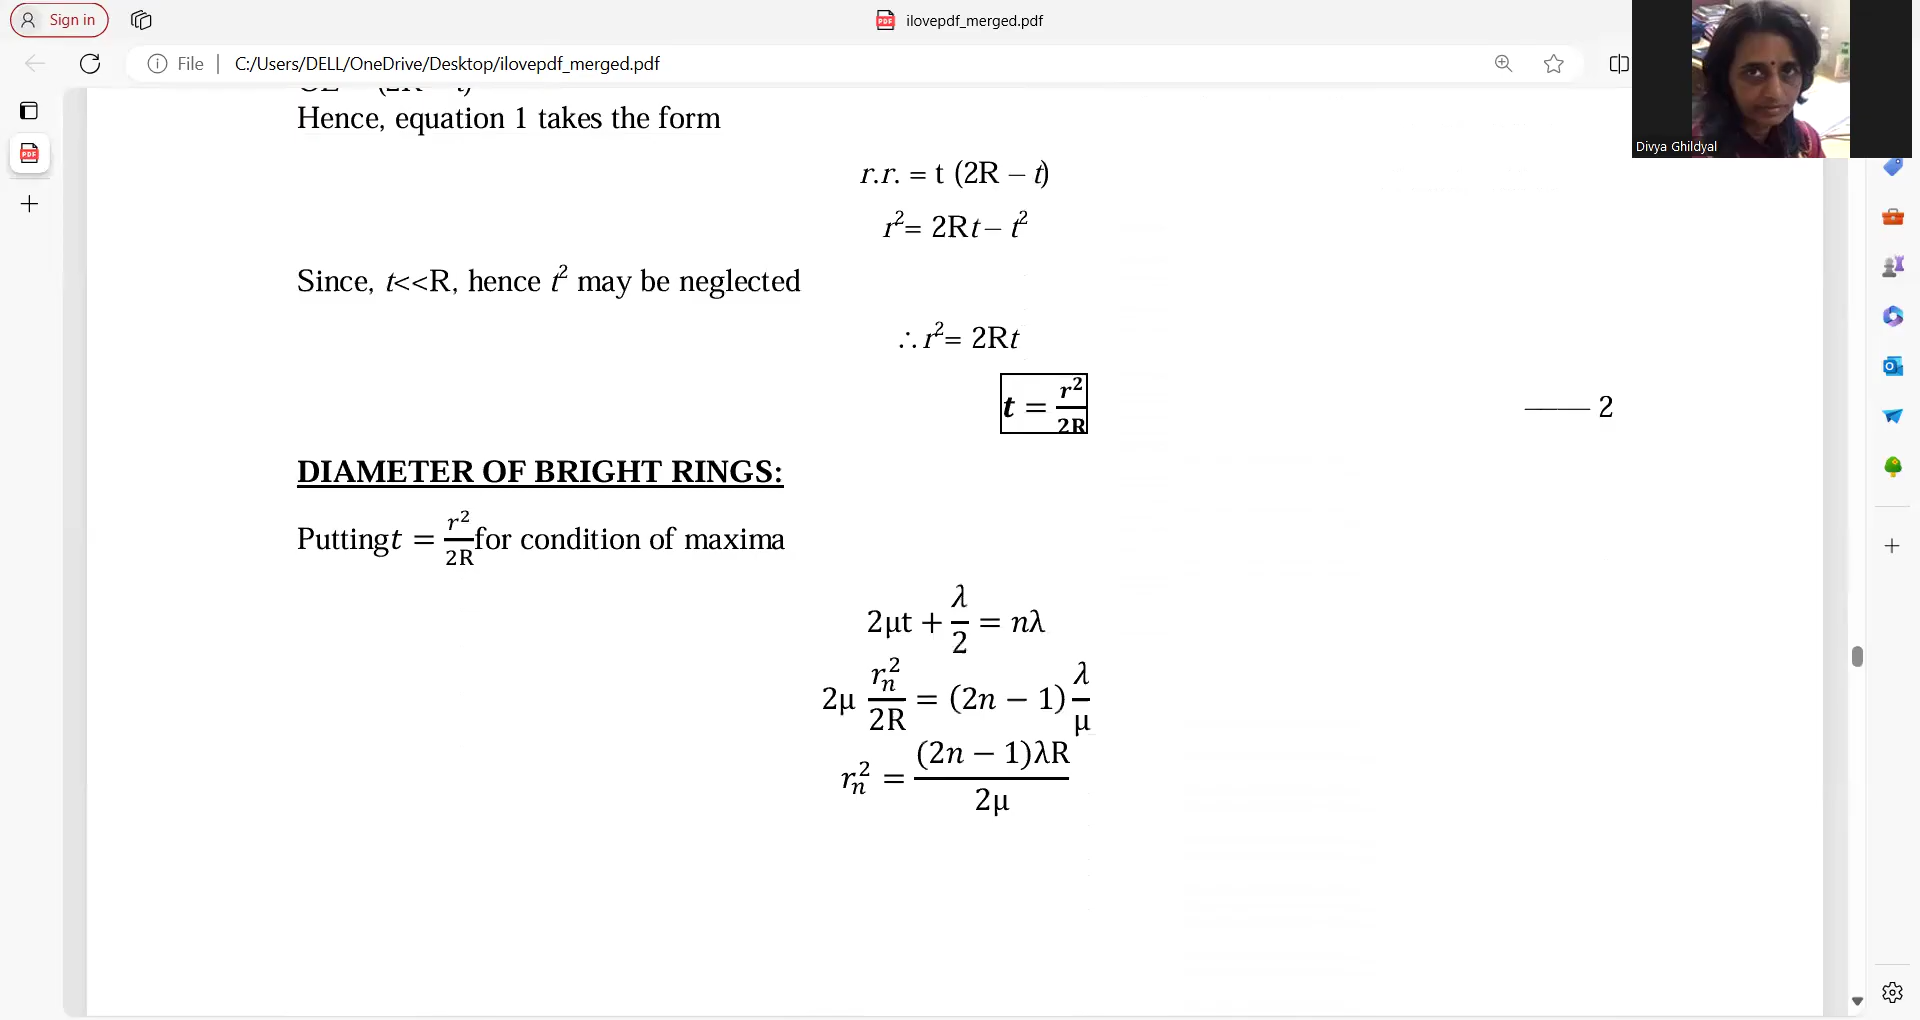 Sign in
ilovepdf_merged.pdf
File | C:/Users/DELL/OneDrive/Desktop/ilovepdf_merged.pdf
Divya Ghildyal
Hence, equation 1 takes the form
r.r. = t (2R – t)
r² = 2Rt – t²
Since, t<<R, hence t² may be neglected
∴ r² = 2Rt
t = r²/2R —— 2
DIAMETER OF BRIGHT RINGS:
Putting t = r²/2R for condition of maxima
2μt + λ/2 = nλ
2μ rₙ²/2R = (2n − 1) λ/μ
rₙ² = (2n − 1)λR/2μ